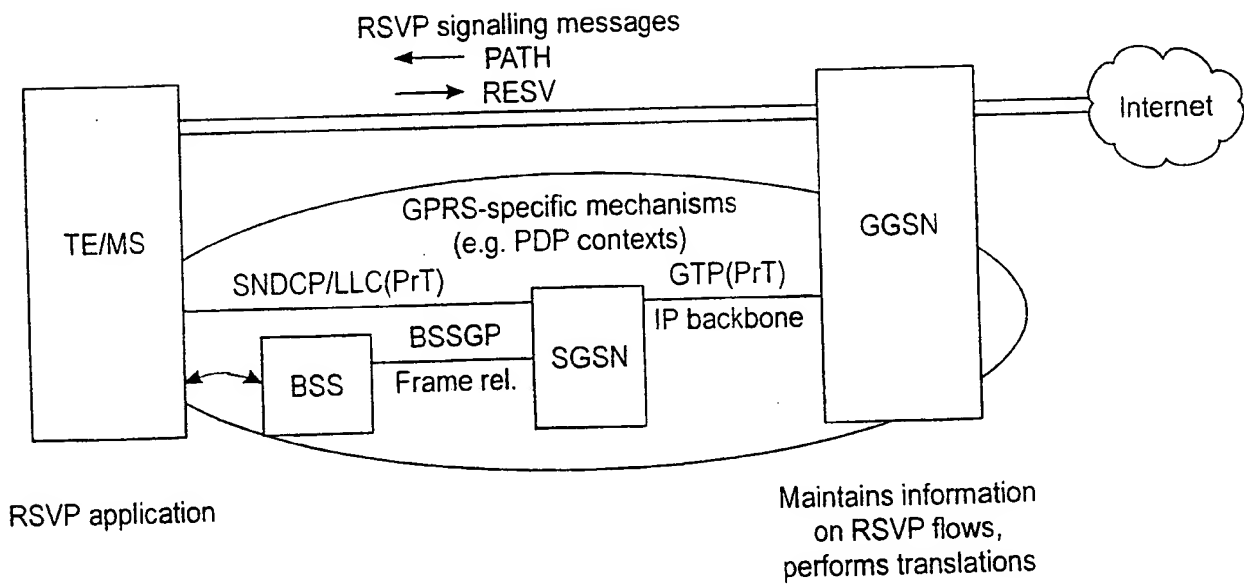 RSVP signalling messages
PATH
RESV
Internet
TE/MS
GPRS-specific mechanisms
(e.g. PDP contexts)
GGSN
SNDCP/LLC(PrT)
GTP(PrT)
IP backbone
BSSGP
SGSN
BSS
Frame rel.
RSVP application
Maintains information
on RSVP flows,
performs translations